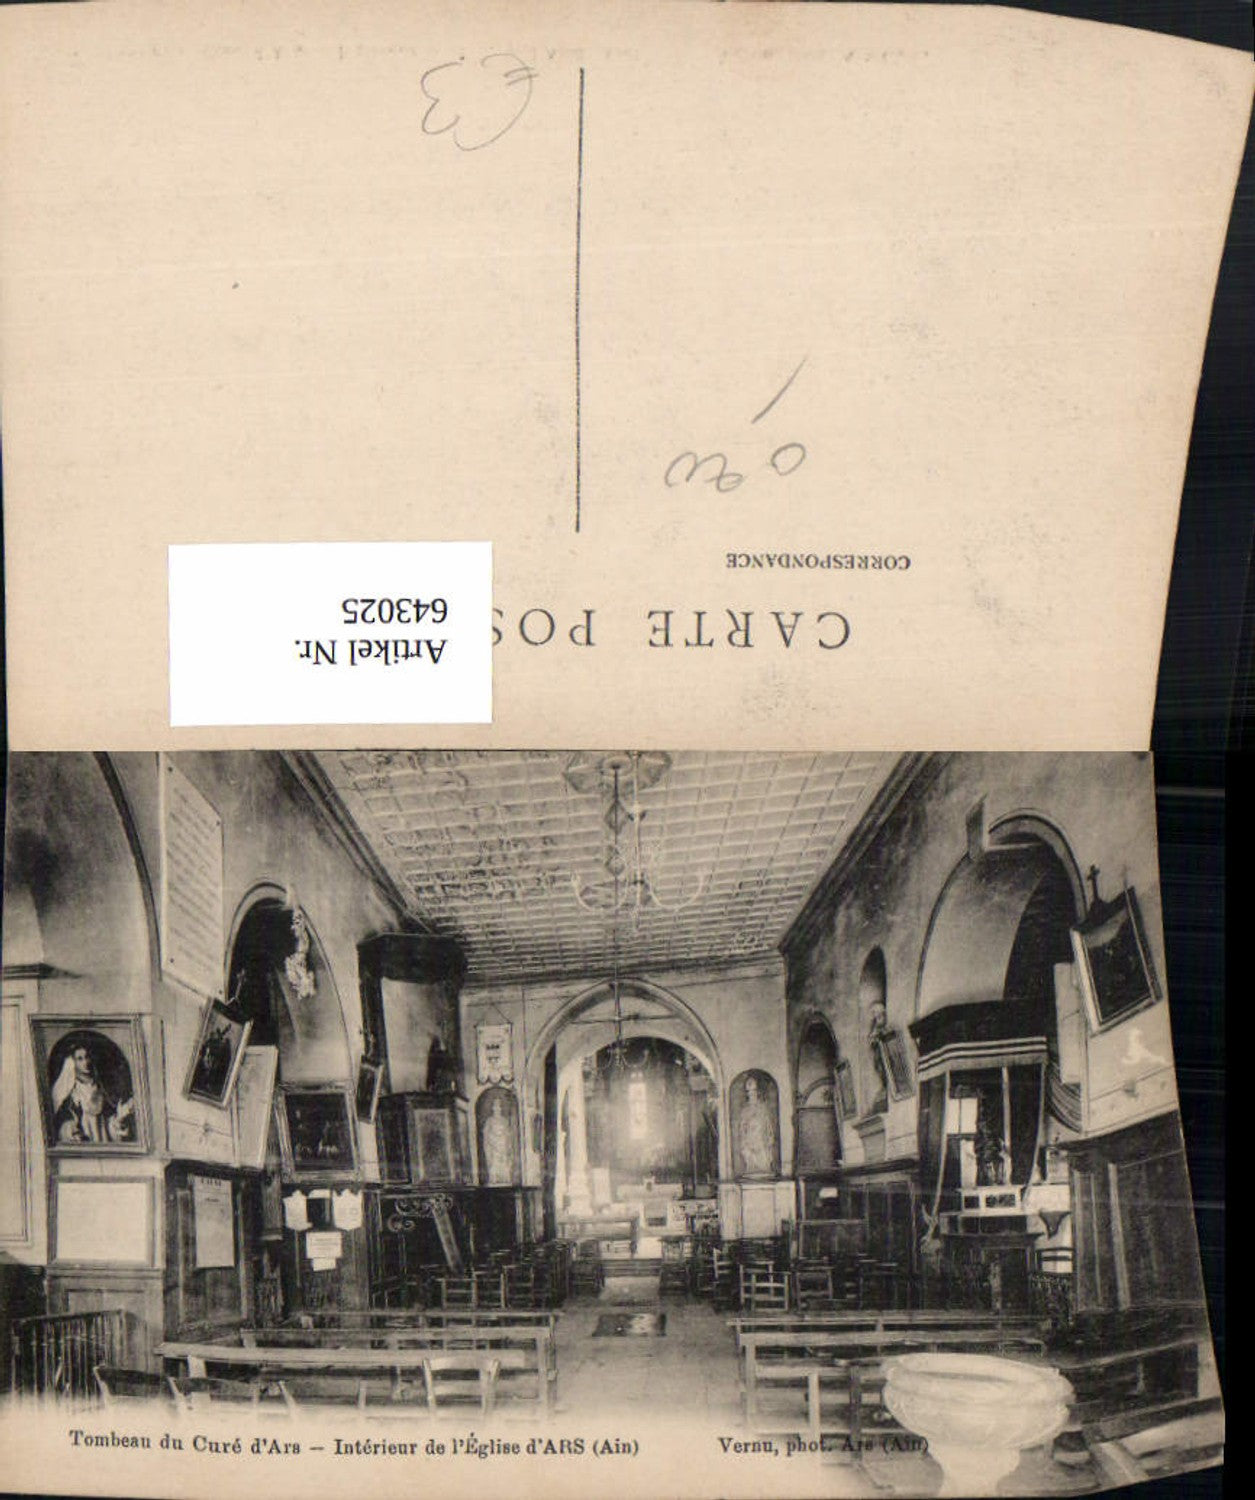 CARTE POS
CORRESPONDANCE
Artikel Nr.
643025
€3
Tombeau du Curé d'Ars — Intérieur de l'Église d'ARS (Ain)
Vernu, phot. Ars (Ain)